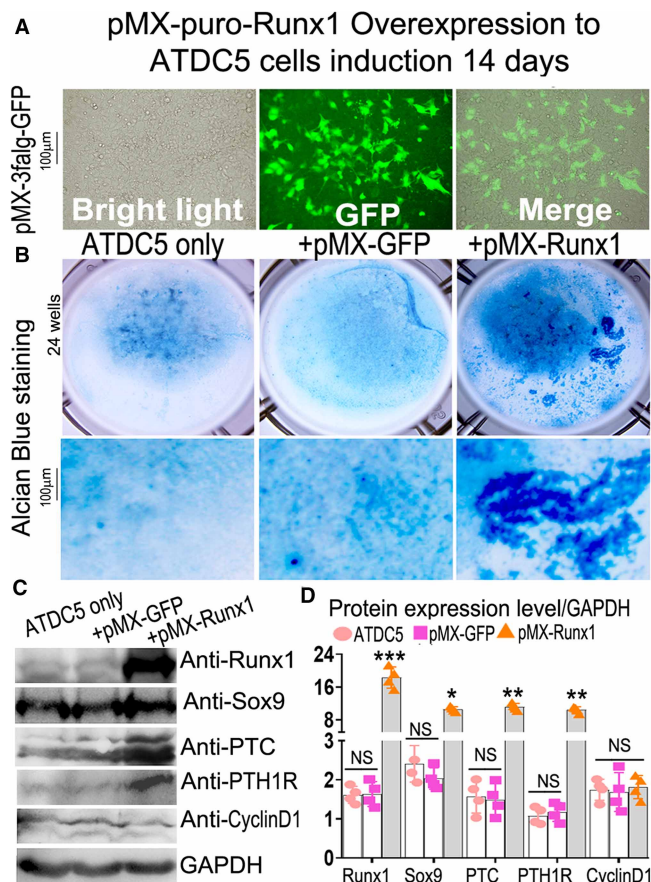 A
pMX-puro-Runx1 Overexpression to
ATDC5 cells induction 14 days
pMX-3falg-GFP
100μm
Bright light
GFP
Merge
B
ATDC5 only
+pMX-GFP
+pMX-Runx1
Alcian Blue staining
24 wells
100μm
C
ATDC5 only
+pMX-GFP
+pMX-Runx1
Anti-Runx1
Anti-Sox9
Anti-PTC
Anti-PTH1R
Anti-CyclinD1
GAPDH
D
Protein expression level/GAPDH
ATDC5 pMX-GFP pMX-Runx1
24
16
8
3
2
1
0
***
*
**
**
NS
NS
NS
NS
NS
Runx1 Sox9 PTC PTH1R CyclinD1